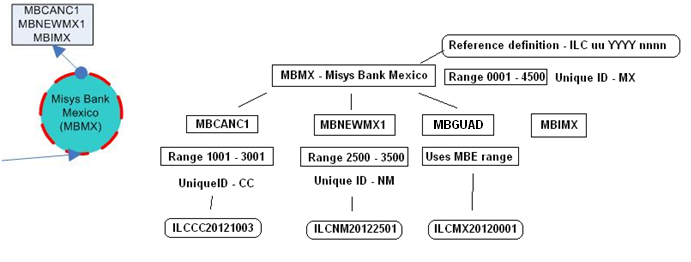 MBCANC1
MBNEWMX1
MBIMX
Misys Bank
Mexico
(MBMX)
Reference definition - ILC uu YYYY nnnn
MBMX - Misys Bank Mexico
Range 0001 - 4500
Unique ID - MX
MBCANC1
MBNEWMX1
MBGUAD
MBIMX
Range 1001 - 3001
Range 2500 - 3500
Uses MBE range
UniqueID - CC
Unique ID - NM
ILCCC20121003
ILCNM20122501
ILCMX20120001